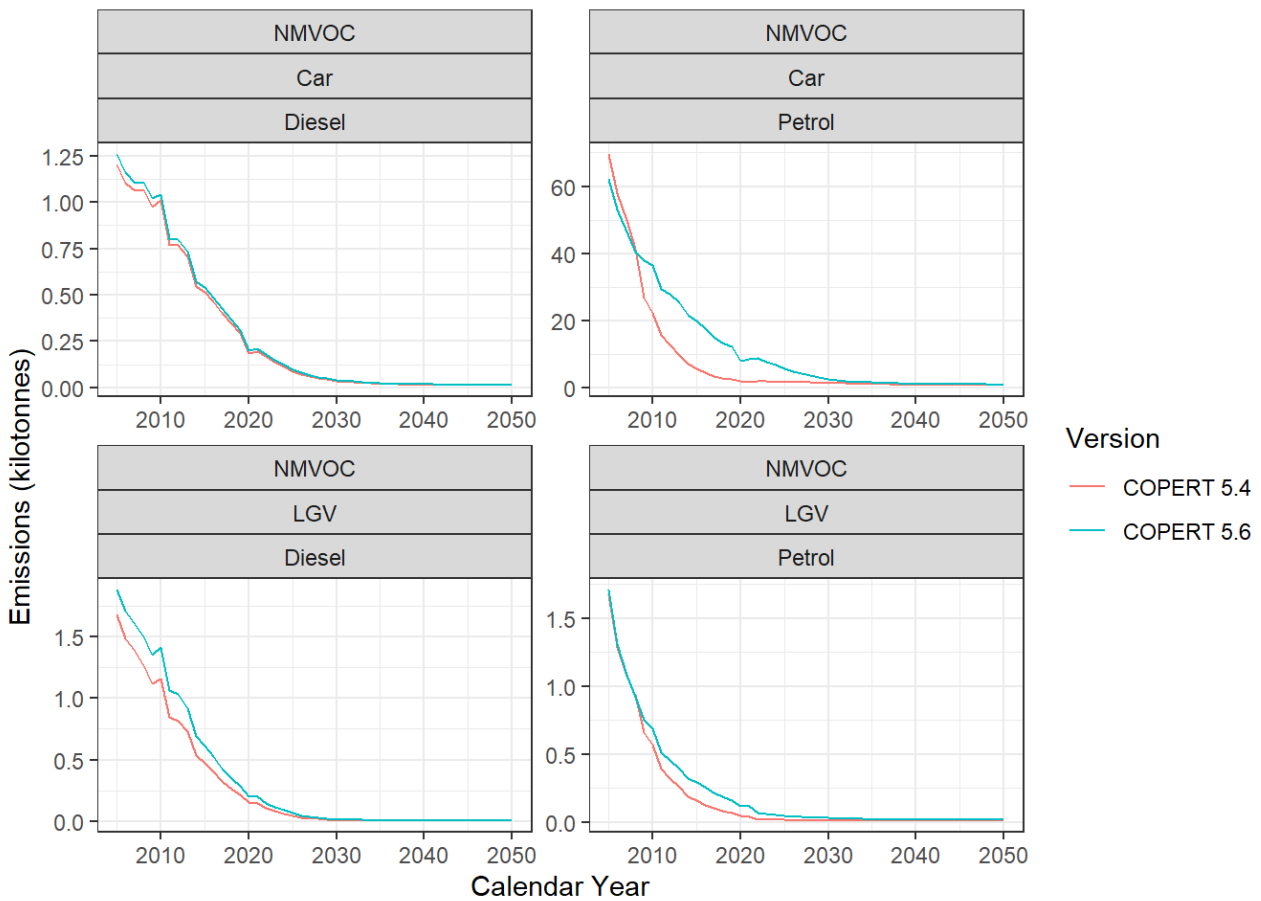 NMVOC
Car
Diesel
NMVOC
Car
Petrol
1.25
1.00
0.75
0.50
0.25
0.00
2010 2020 2030 2040 2050
60
40
20
0
2010 2020 2030 2040 2050
NMVOC
LGV
Diesel
NMVOC
LGV
Petrol
1.5
1.0
0.5
0.0
2010 2020 2030 2040 2050
1.5
1.0
0.5
0.0
2010 2020 2030 2040 2050
Emissions (kilotonnes)
Calendar Year
Version
COPERT 5.4
COPERT 5.6